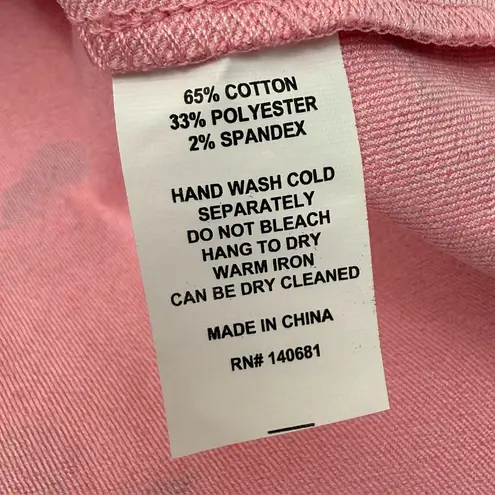 65% COTTON
33% POLYESTER
2% SPANDEX
HAND WASH COLD
SEPARATELY
DO NOT BLEACH
HANG TO DRY
WARM IRON
CAN BE DRY CLEANED
MADE IN CHINA
RN# 140681